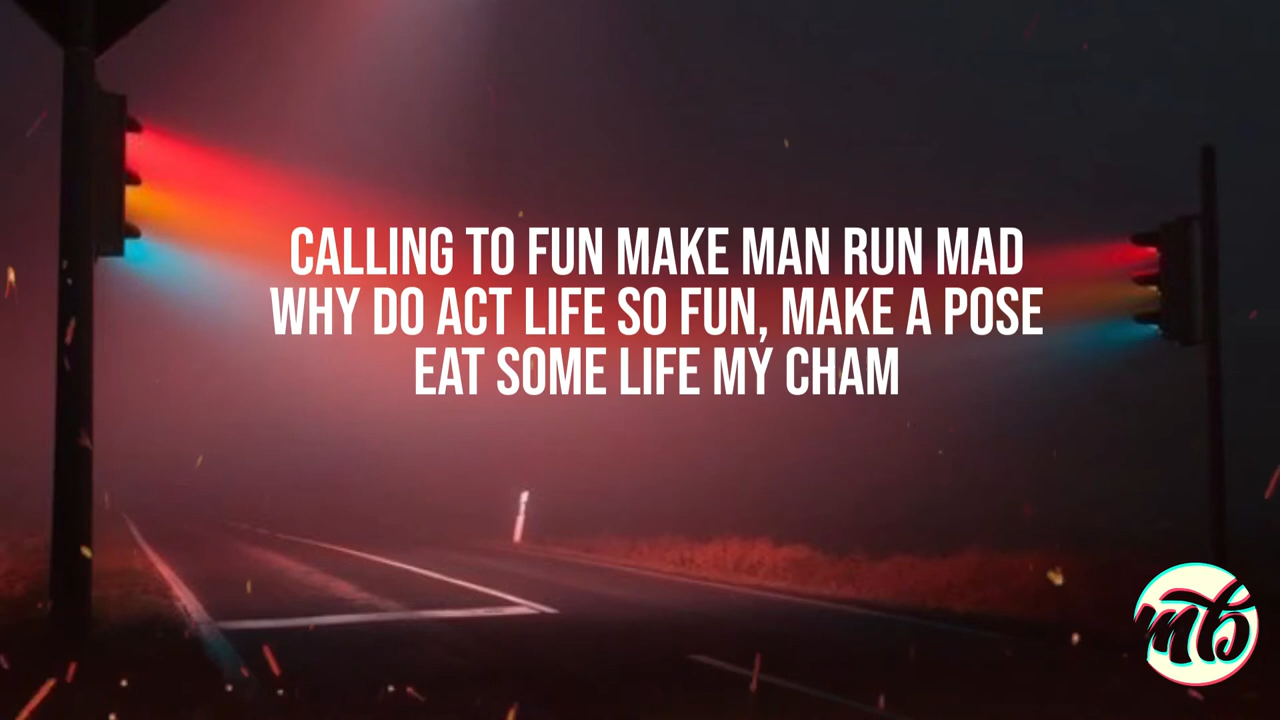 CALLING TO FUN MAKE MAN RUN MAD
WHY DO ACT LIFE SO FUN, MAKE A POSE
EAT SOME LIFE MY CHAM